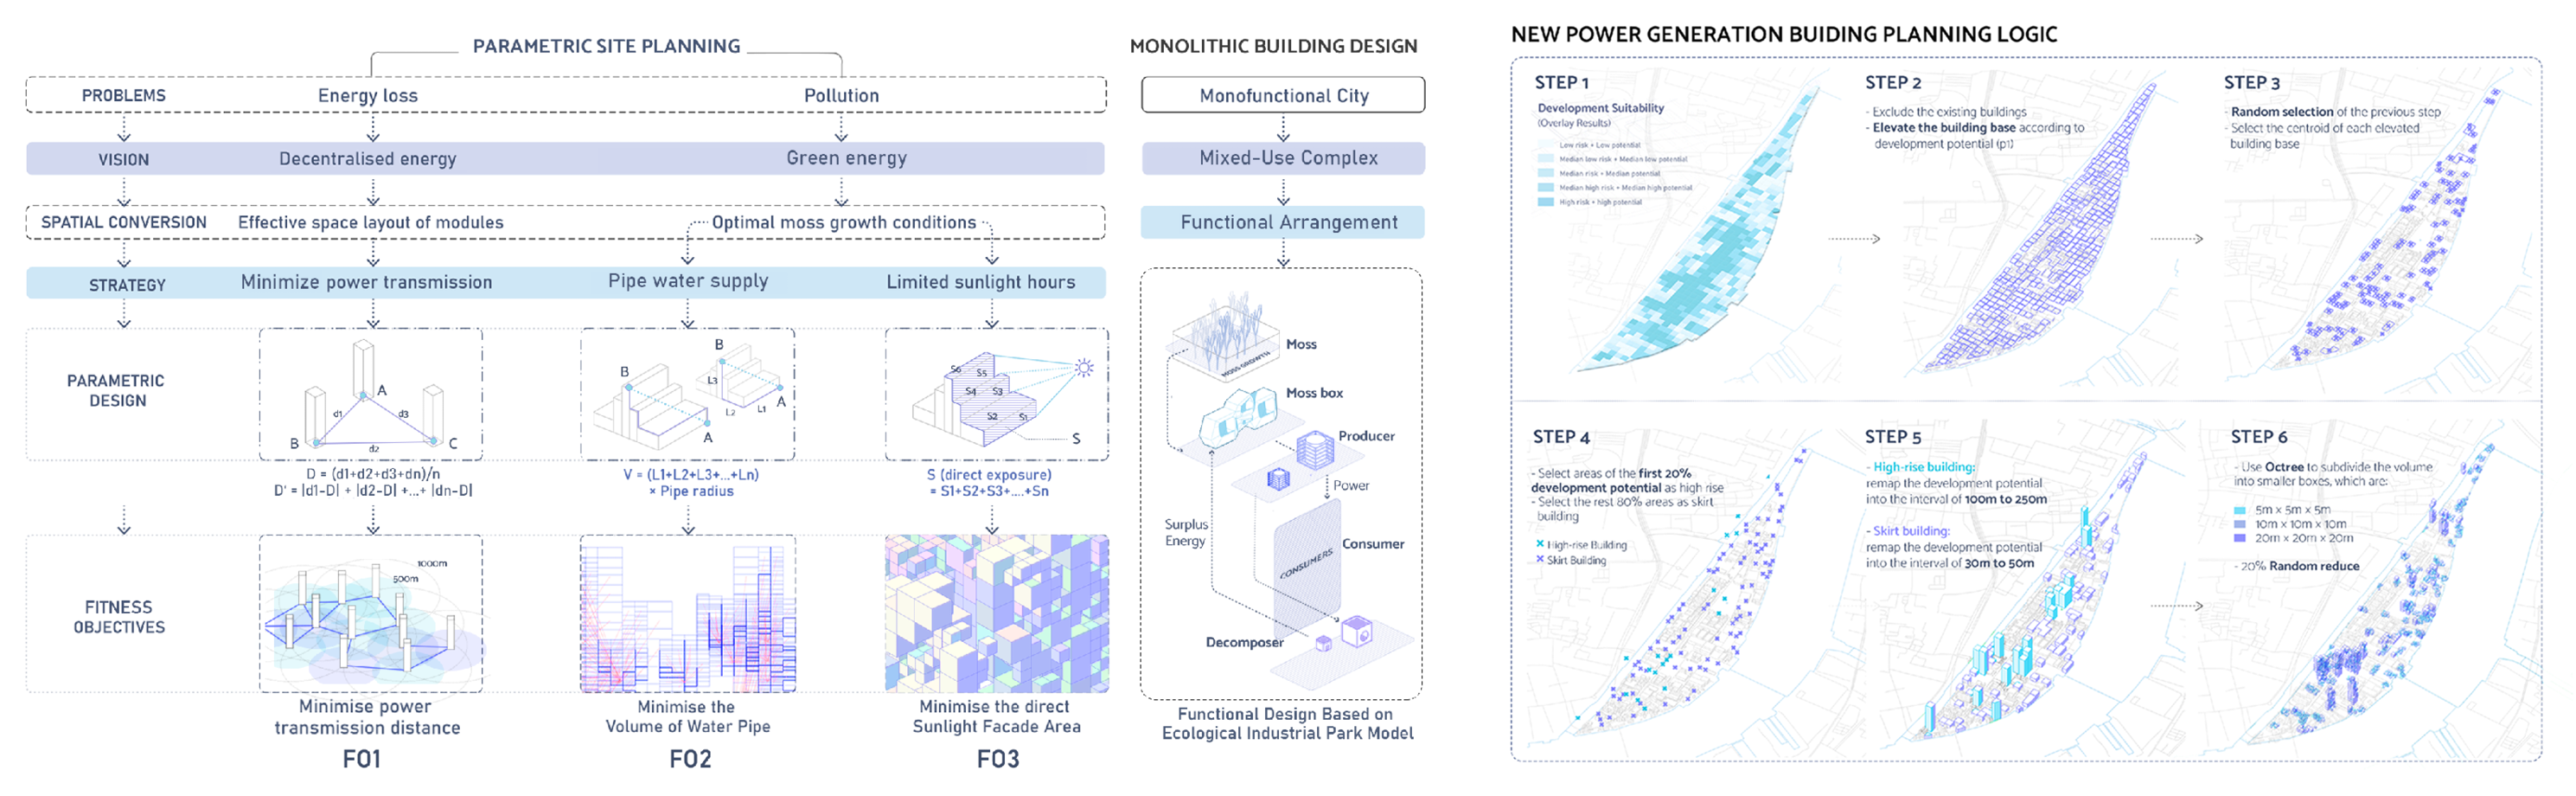 PARAMETRIC SITE PLANNING
PROBLEMS
Energy loss
Pollution
VISION
Decentralised energy
Green energy
SPATIAL CONVERSION
Effective space layout of modules
Optimal moss growth conditions
STRATEGY
Minimize power transmission
Pipe water supply
Limited sunlight hours
PARAMETRIC
DESIGN
A
d1
d3
B
C
d2
D = (d1+d2+d3+dn)/n
D' = |d1-D| + |d2-D| +...+ |dn-D|
B
B
L3
L2
L1
A
A
V = (L1+L2+L3+...+Ln)
× Pipe radius
S6
S5
S4
S3
S2
S1
S
S (direct exposure)
= S1+S2+S3+....+Sn
FITNESS
OBJECTIVES
1000m
500m
Minimise power
transmission distance
FO1
Minimise the
Volume of Water Pipe
FO2
Minimise the direct
Sunlight Facade Area
FO3
MONOLITHIC BUILDING DESIGN
Monofunctional City
Mixed-Use Complex
Functional Arrangement
Moss
MOSS-GROWTH
Moss box
Producer
Power
Surplus
Energy
Consumer
CONSUMERS
Decomposer
Functional Design Based on
Ecological Industrial Park Model
NEW POWER GENERATION BUIDING PLANNING LOGIC
STEP 1
Development Suitability
(Overlay Results)
Low risk + Low potential
Median low risk + Median low potential
Median risk + Median potential
Median high risk + Median high potential
High risk + high potential
STEP 2
- Exclude the existing buildings
- Elevate the building base according to
development potential (p1)
STEP 3
- Random selection of the previous step
- Select the centroid of each elevated
building base
STEP 4
- Select areas of the first 20%
development potential as high rise
- Select the rest 80% areas as skirt
building
High-rise Building
Skirt Building
STEP 5
- High-rise building:
remap the development potential
into the interval of 100m to 250m
- Skirt building:
remap the development potential
into the interval of 30m to 50m
STEP 6
- Use Octree to subdivide the volume
into smaller boxes, which are:
5m × 5m × 5m
10m × 10m × 10m
20m × 20m × 20m
- 20% Random reduce